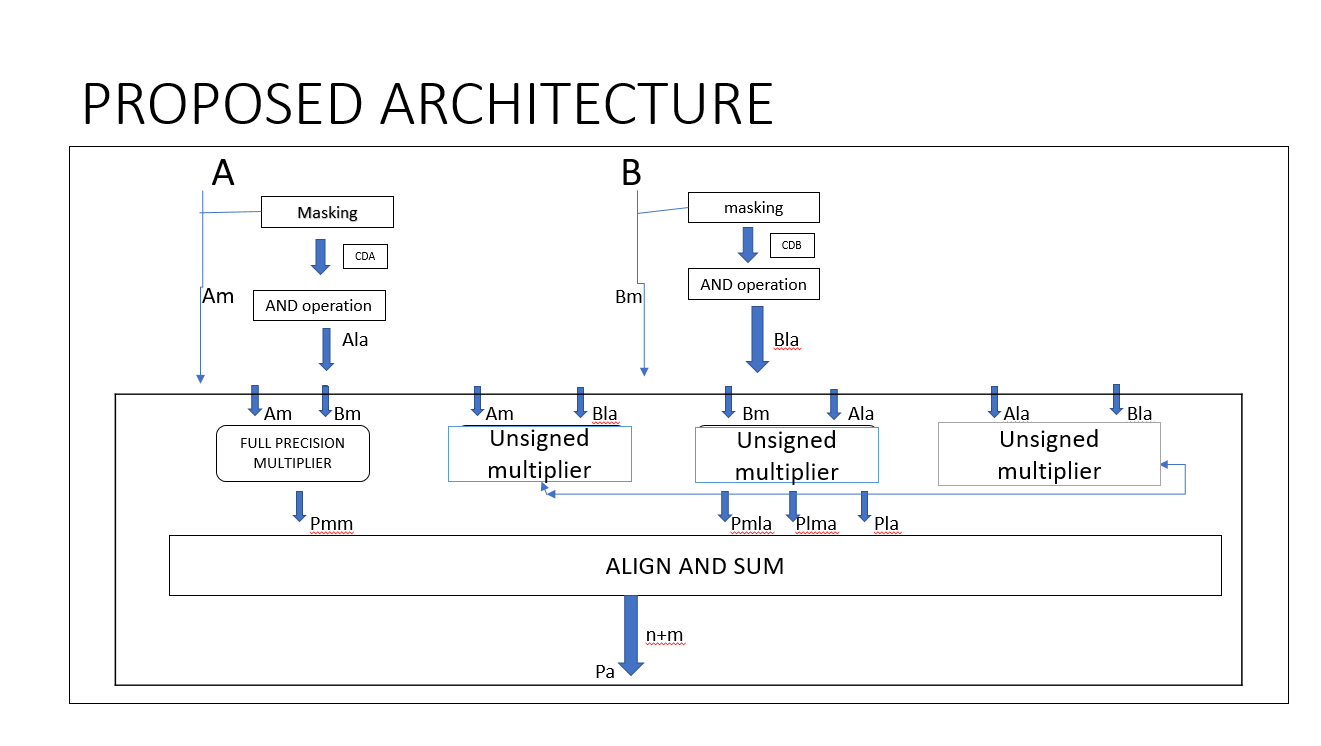 PROPOSED ARCHITECTURE
A
B
Masking
masking
CDA
CDB
AND operation
AND operation
Am
Bm
Ala
Bla
Am
Bm
Am
Bla
Bm
Ala
Ala
Bla
FULL PRECISION
MULTIPLIER
Unsigned
multiplier
Unsigned
multiplier
Unsigned
multiplier
Pmm
Pmla
Plma
Pla
ALIGN AND SUM
n+m
Pa